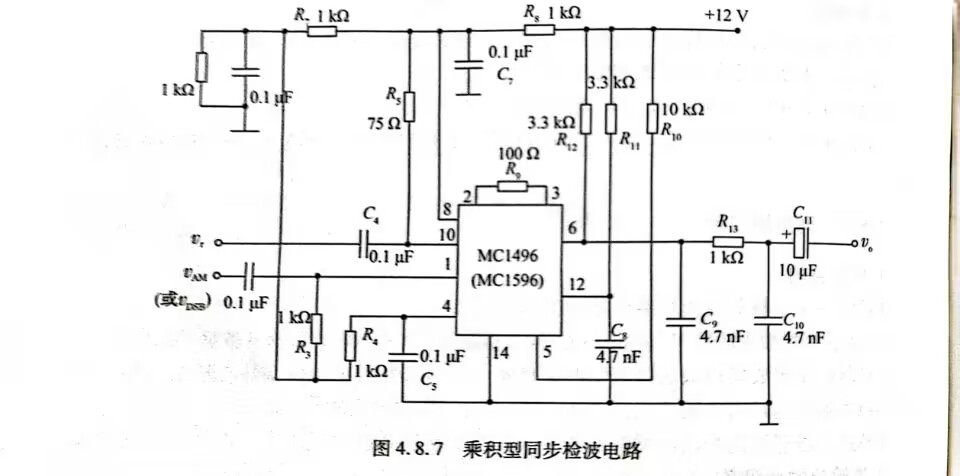 R₇ 1 kΩ
R₈ 1 kΩ
+12 V
1 kΩ
0.1 μF
0.1 μF
C₇
R₅
75 Ω
3.3 kΩ
R₁₂
3.3 kΩ
R₁₁
10 kΩ
R₁₀
100 Ω
R₉
2
3
8
10
1
4
6
12
14
5
MC1496
(MC1596)
C₄
0.1 μF
vᵣ
v_AM
(或v_DSB)
0.1 μF
1 kΩ
R₃
R₄
1 kΩ
0.1 μF
C₅
C₈
4.7 nF
C₉
4.7 nF
R₁₃
1 kΩ
C₁₀
4.7 nF
+
C₁₁
10 μF
vₒ
图 4.8.7 乘积型同步检波电路